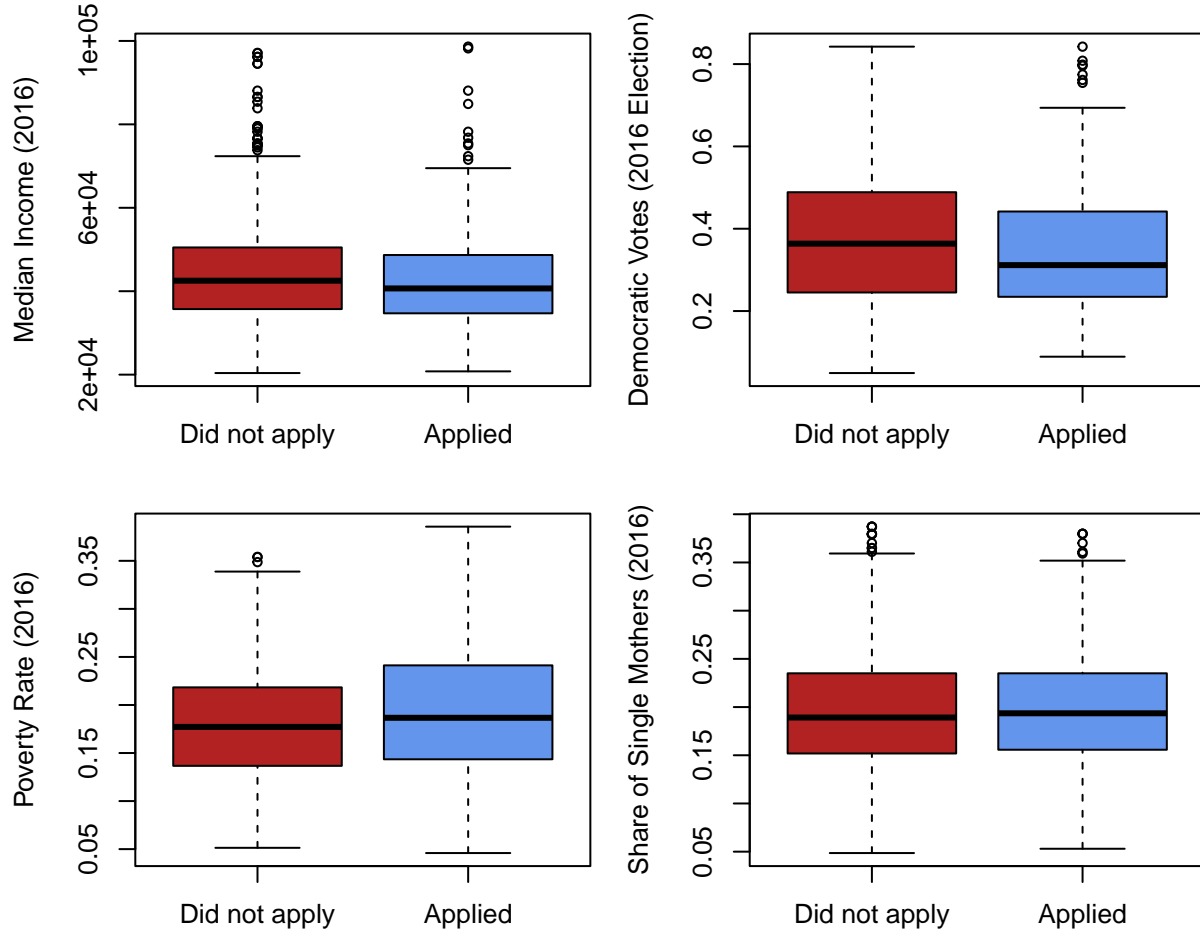 Median Income (2016)
1e+05
6e+04
2e+04
Did not apply
Applied
Democratic Votes (2016 Election)
0.8
0.6
0.4
0.2
Did not apply
Applied
Poverty Rate (2016)
0.35
0.25
0.15
0.05
Did not apply
Applied
Share of Single Mothers (2016)
0.35
0.25
0.15
0.05
Did not apply
Applied